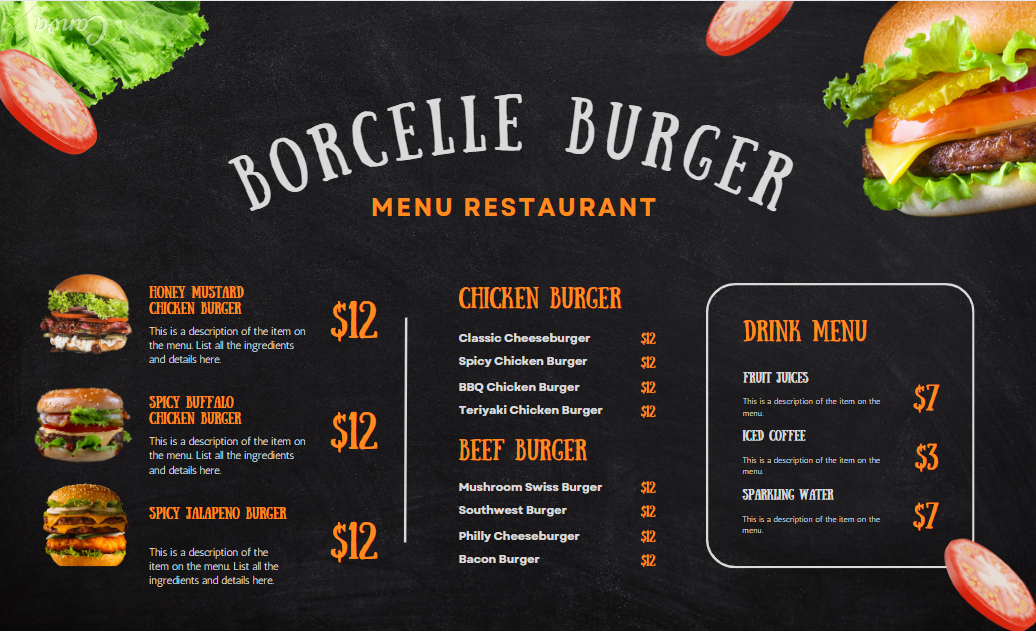 Canva
BORCELLE BURGER
MENU RESTAURANT
HONEY MUSTARD
CHICKEN BURGER
$12
This is a description of the item on
the menu. List all the ingredients
and details here.
SPICY BUFFALO
CHICKEN BURGER
$12
This is a description of the item on
the menu. List all the ingredients
and details here.
SPICY JALAPENO BURGER
$12
This is a description of the
item on the menu. List all the
ingredients and details here.
CHICKEN BURGER
Classic Cheeseburger $12
Spicy Chicken Burger $12
BBQ Chicken Burger $12
Teriyaki Chicken Burger $12
BEEF BURGER
Mushroom Swiss Burger $12
Southwest Burger $12
Philly Cheeseburger $12
Bacon Burger $12
DRINK MENU
FRUIT JUICES
$7
This is a description of the item on the
menu.
ICED COFFEE
$3
This is a description of the item on the
menu.
SPARKLING WATER
$7
This is a description of the item on the
menu.